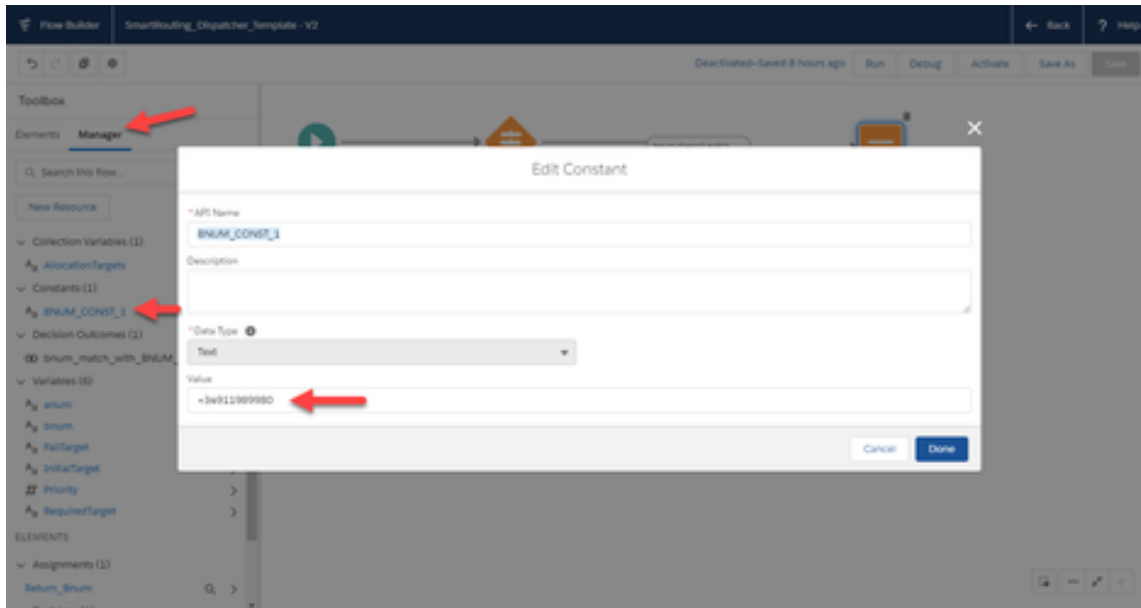 Flow Builder
SmartRouting_Dispatcher_Template - V2
← Back
? Help
Deactivated–Saved 8 hours ago
Run
Debug
Activate
Save As
Save
Toolbox
Elements
Manager
Search this flow...
New Resource
Collection Variables (1)
AllocationTargets
Constants (1)
BNUM_CONST_1
Decision Outcomes (1)
bnum_match_with_BNUM_
Variables (6)
anum
bnum
FailTarget
InitialTarget
Priority
RequiredTarget
ELEMENTS
Assignments (1)
Return_Bnum
Edit Constant
*API Name
BNUM_CONST_1
Description
*Data Type
Text
Value
Cancel
Done